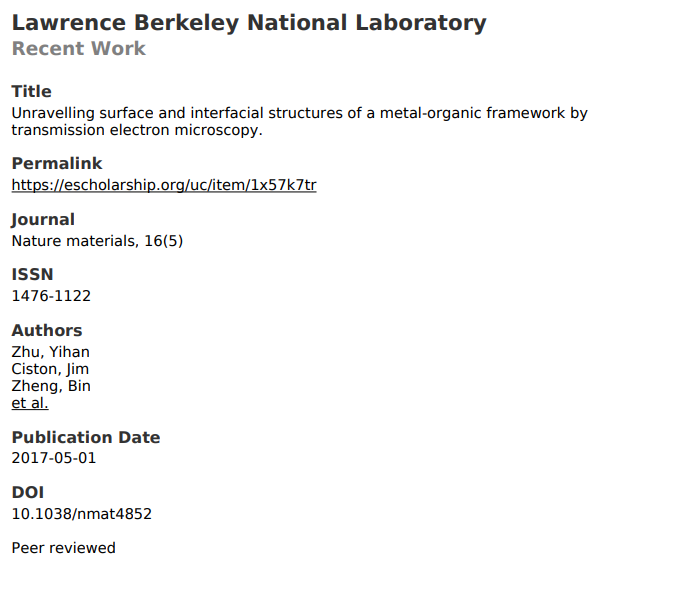 Lawrence Berkeley National Laboratory
Recent Work
Title
Unravelling surface and interfacial structures of a metal-organic framework by
transmission electron microscopy.
Permalink
https://escholarship.org/uc/item/1x57k7tr
Journal
Nature materials, 16(5)
ISSN
1476-1122
Authors
Zhu, Yihan
Ciston, Jim
Zheng, Bin
et al.
Publication Date
2017-05-01
DOI
10.1038/nmat4852
Peer reviewed